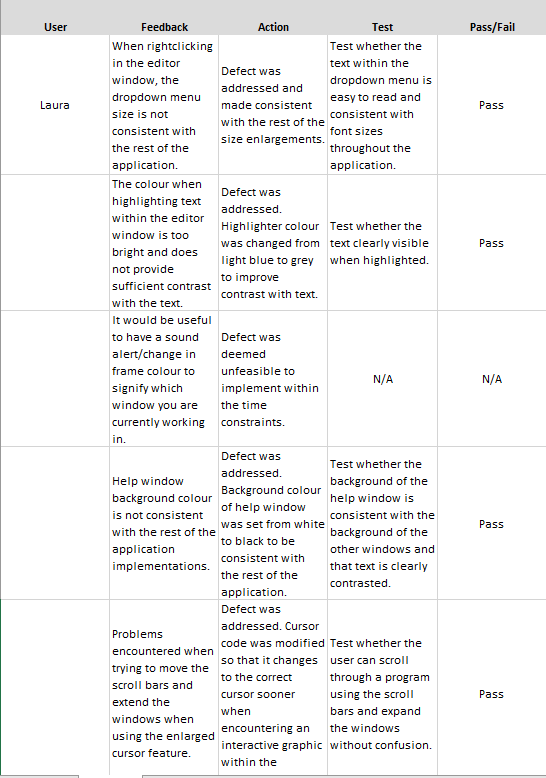 User Feedback Action Test Pass/Fail
Laura
When rightclicking
in the editor
window, the
dropdown menu
size is not
consistent with
the rest of the
application.
Defect was
addressed and
made consistent
with the rest of the
size enlargements.
Test whether the
text within the
dropdown menu is
easy to read and
consistent with
font sizes
throughout the
application.
Pass
The colour when
highlighting text
within the editor
window is too
bright and does
not provide
sufficient contrast
with the text.
Defect was
addressed.
Highlighter colour
was changed from
light blue to grey
to improve
contrast with text.
Test whether the
text clearly visible
when highlighted.
Pass
It would be useful
to have a sound
alert/change in
frame colour to
signify which
window you are
currently working
in.
Defect was
deemed
unfeasible to
implement within
the time
constraints.
N/A
N/A
Help window
background colour
is not consistent
with the rest of the
application
implementations.
Defect was
addressed.
Background colour
of help window
was set from white
to black to be
consistent with
the rest of the
application.
Test whether the
background of the
help window is
consistent with the
background of the
other windows and
that text is clearly
contrasted.
Pass
Problems
encountered when
trying to move the
scroll bars and
extend the
windows when
using the enlarged
cursor feature.
Defect was
addressed. Cursor
code was modified
so that it changes
to the correct
cursor sooner
when
encountering an
interactive graphic
within the
Test whether the
user can scroll
through a program
using the scroll
bars and expand
the windows
without confusion.
Pass